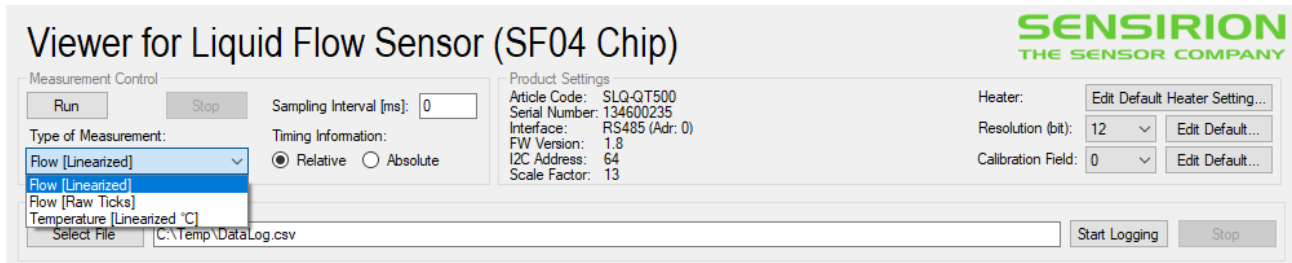 Viewer for Liquid Flow Sensor (SF04 Chip)
SENSIRION
THE SENSOR COMPANY
Measurement Control
Run
Stop
Sampling Interval [ms]: 0
Type of Measurement:
Timing Information:
Flow [Linearized]
Relative
Absolute
Flow [Linearized]
Flow [Raw Ticks]
Temperature [Linearized °C]
Product Settings
Article Code: SLQ-QT500
Serial Number: 134600235
Interface: RS485 (Adr: 0)
FW Version: 1.8
I2C Address: 64
Scale Factor: 13
Heater: Edit Default Heater Setting...
Resolution (bit): 12 Edit Default...
Calibration Field: 0 Edit Default...
Select File
C:\Temp\DataLog.csv
Start Logging
Stop